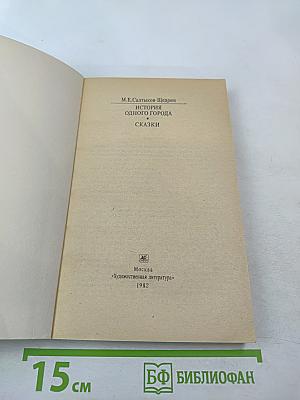 М.Е.Салтыков-Щедрин
ИСТОРИЯ
ОДНОГО ГОРОДА
•
СКАЗКИ
Москва
«Художественная литература»
1982
15 см
БФ БИБЛИОФАН